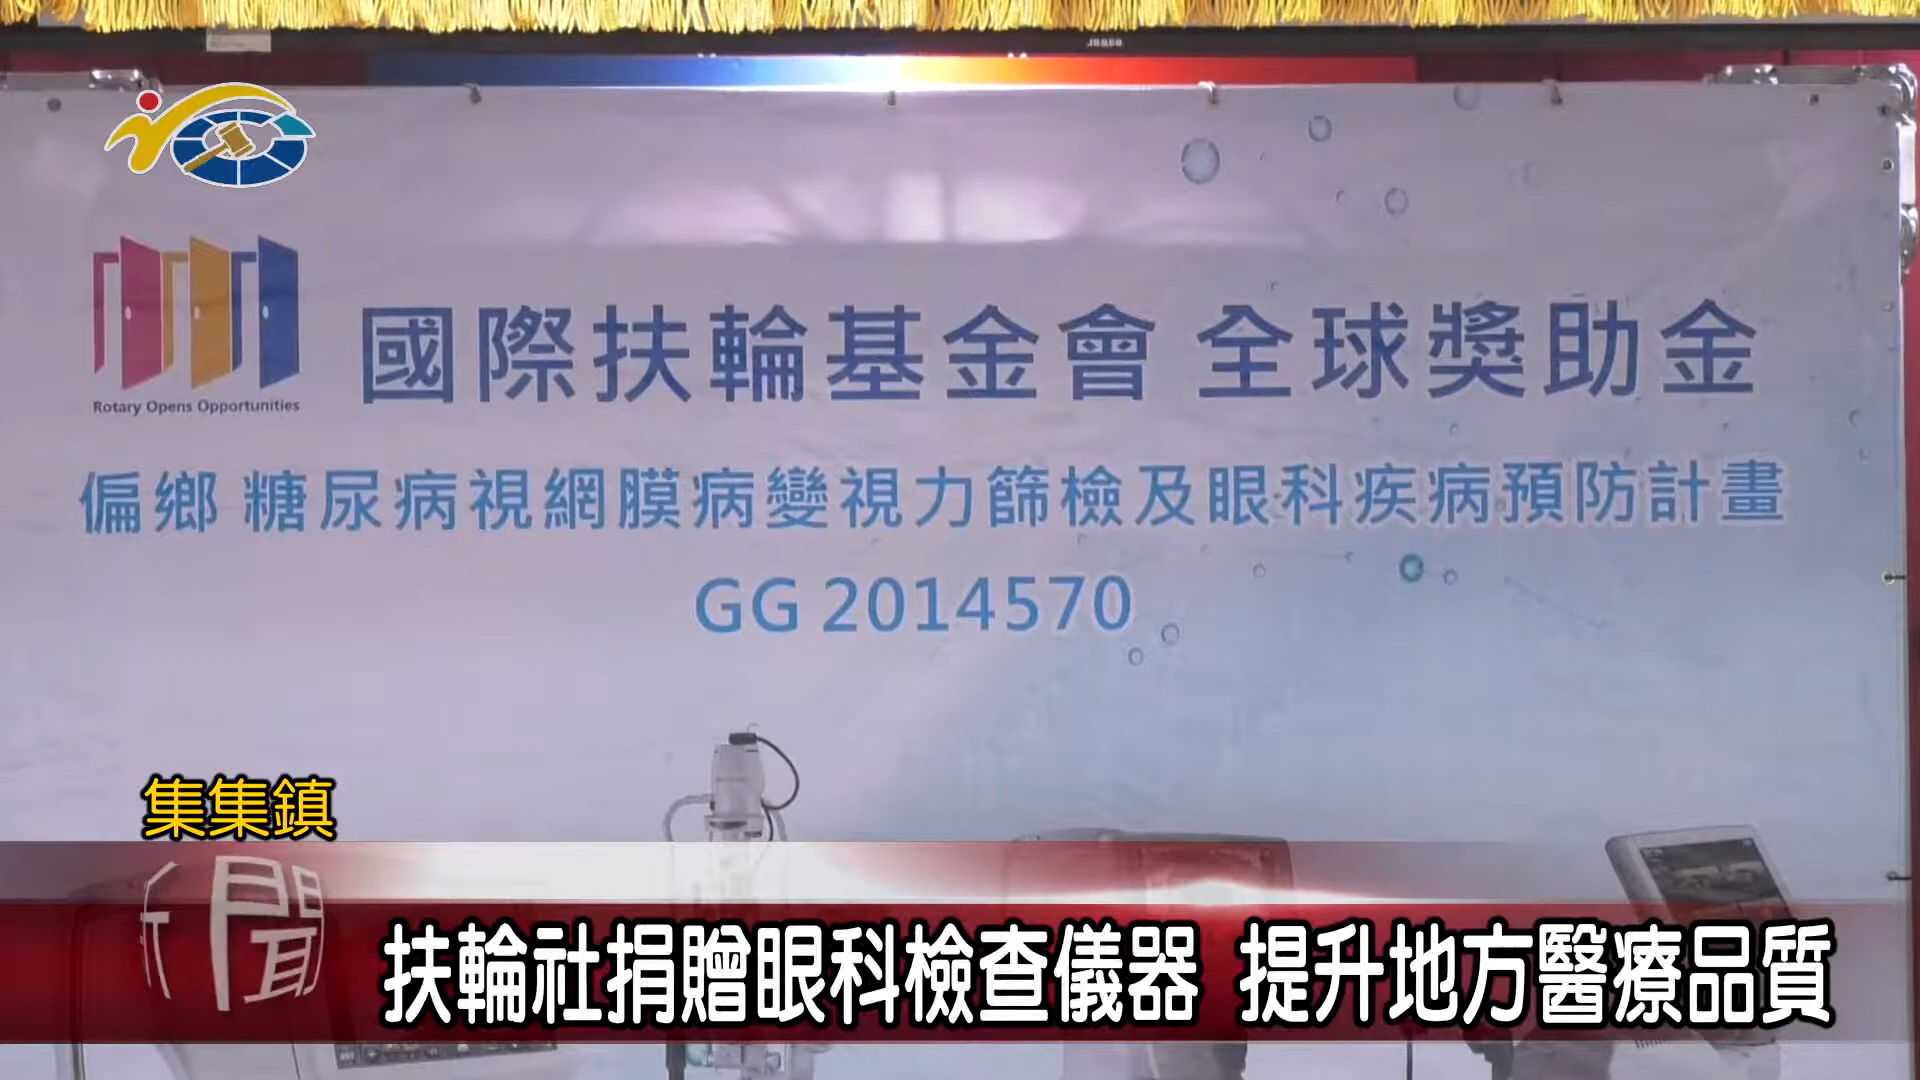 Rotary Opens Opportunities
國際扶輪基金會 全球獎助金
偏鄉 糖尿病視網膜病變視力篩檢及眼科疾病預防計畫
GG 2014570
集集鎮
聞
扶輪社捐贈眼科檢查儀器 提升地方醫療品質